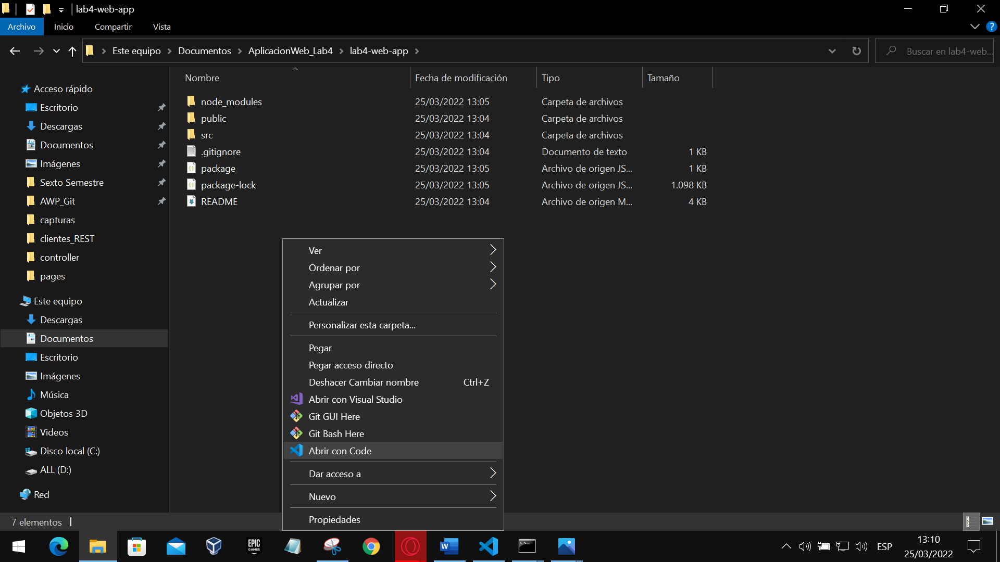 lab4-web-app
Archivo Inicio Compartir Vista
?
Este equipo Documentos AplicacionWeb_Lab4 lab4-web-app
Buscar en lab4-web...
Acceso rápido
Escritorio
Descargas
Documentos
Imágenes
Sexto Semestre
AWP_Git
capturas
clientes_REST
controller
pages
Este equipo
Descargas
Documentos
Escritorio
Imágenes
Música
Objetos 3D
Videos
Disco local (C:)
ALL (D:)
Red
Nombre Fecha de modificación Tipo Tamaño
node_modules 25/03/2022 13:05 Carpeta de archivos
public 25/03/2022 13:04 Carpeta de archivos
src 25/03/2022 13:04 Carpeta de archivos
.gitignore 25/03/2022 13:04 Documento de texto 1 KB
package 25/03/2022 13:05 Archivo de origen JS... 1 KB
package-lock 25/03/2022 13:05 Archivo de origen JS... 1.098 KB
README 25/03/2022 13:04 Archivo de origen M... 4 KB
Ver
Ordenar por
Agrupar por
Actualizar
Personalizar esta carpeta...
Pegar
Pegar acceso directo
Deshacer Cambiar nombre Ctrl+Z
Abrir con Visual Studio
Git GUI Here
Git Bash Here
Abrir con Code
Dar acceso a
Nuevo
Propiedades
7 elementos
EPIC
GAMES
W
ESP
13:10
25/03/2022